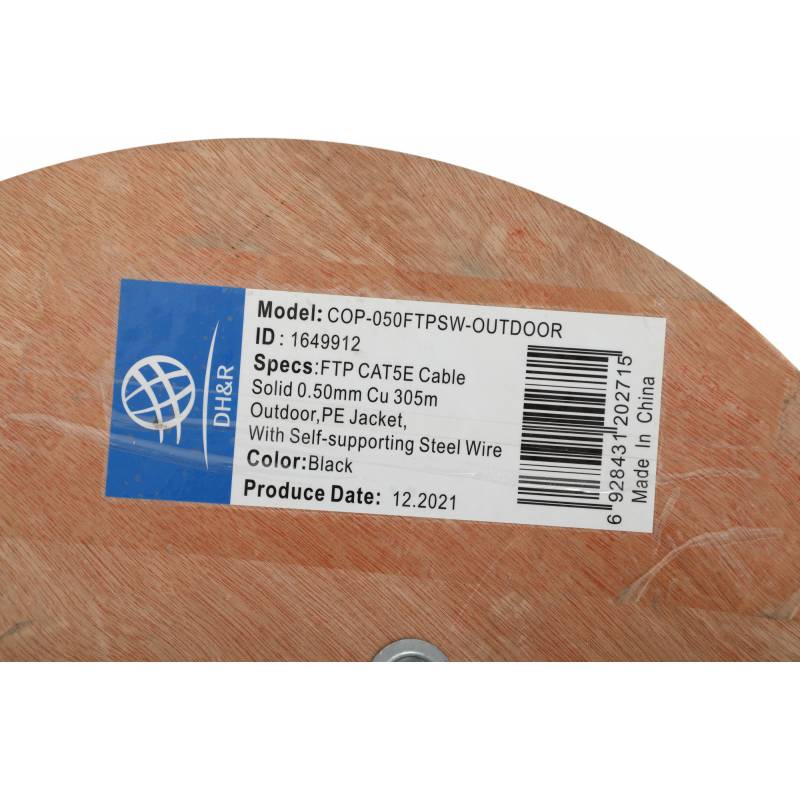 DH&R
Model: COP-050FTPSW-OUTDOOR
ID : 1649912
Specs:FTP CAT5E Cable
Solid 0.50mm Cu 305m
Outdoor,PE Jacket,
With Self-supporting Steel Wire
Color:Black
Produce Date: 12.2021
6 928431 202715
Made In China